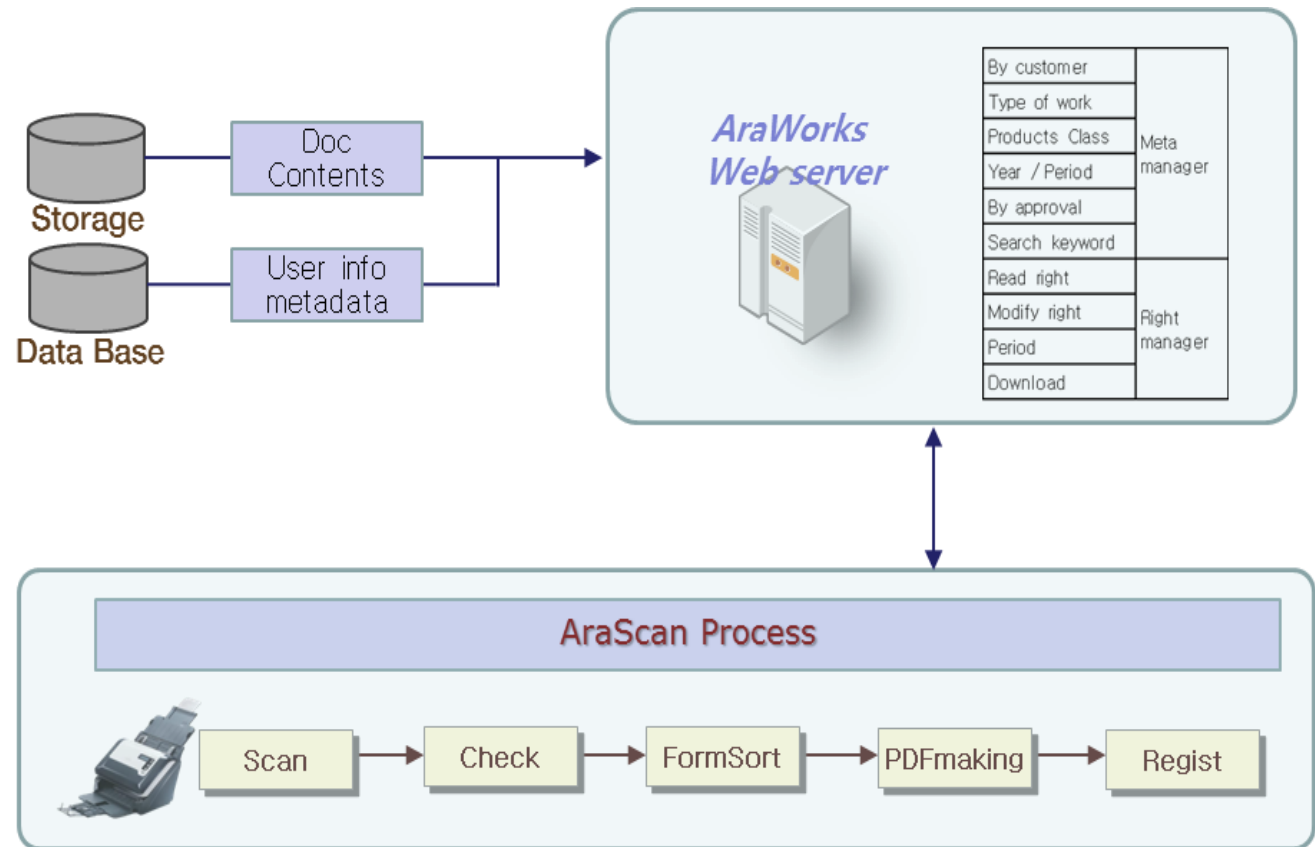 Storage
Data Base
Doc
Contents
User info
metadata
AraWorks
Web server
By customer
Type of work
Products Class
Year / Period
By approval
Search keyword
Meta
manager
Read right
Modify right
Period
Download
Right
manager
AraScan Process
Scan
Check
FormSort
PDFmaking
Regist